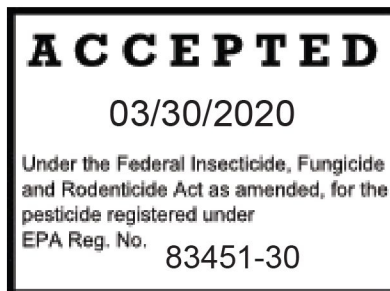 ACCEPTED
03/30/2020
Under the Federal Insecticide, Fungicide
and Rodenticide Act as amended, for the
pesticide registered under
EPA Reg. No. 83451-30